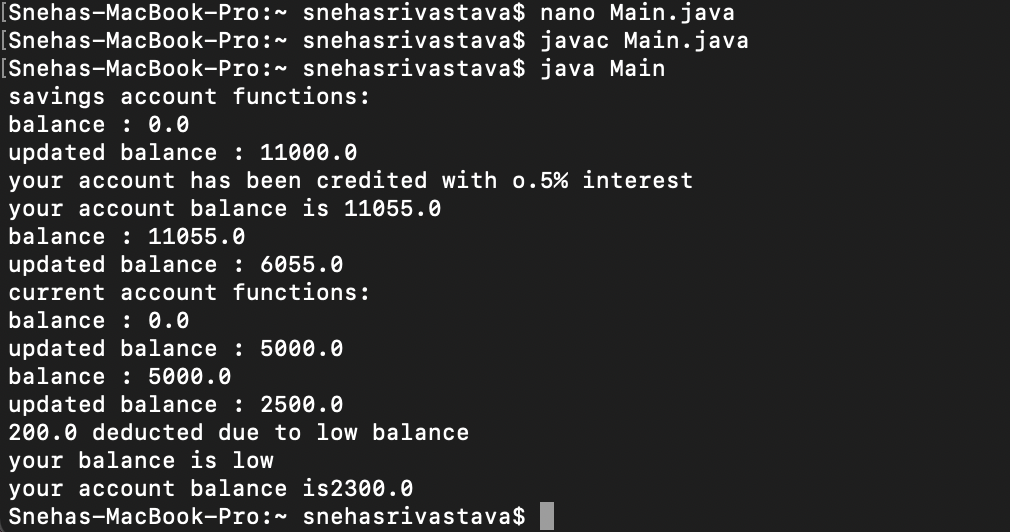 [Snehas-MacBook-Pro:~ snehasrivastava$ nano Main.java
[Snehas-MacBook-Pro:~ snehasrivastava$ javac Main.java
[Snehas-MacBook-Pro:~ snehasrivastava$ java Main
savings account functions:
balance : 0.0
updated balance : 11000.0
your account has been credited with o.5% interest
your account balance is 11055.0
balance : 11055.0
updated balance : 6055.0
current account functions:
balance : 0.0
updated balance : 5000.0
balance : 5000.0
updated balance : 2500.0
200.0 deducted due to low balance
your balance is low
your account balance is2300.0
Snehas-MacBook-Pro:~ snehasrivastava$